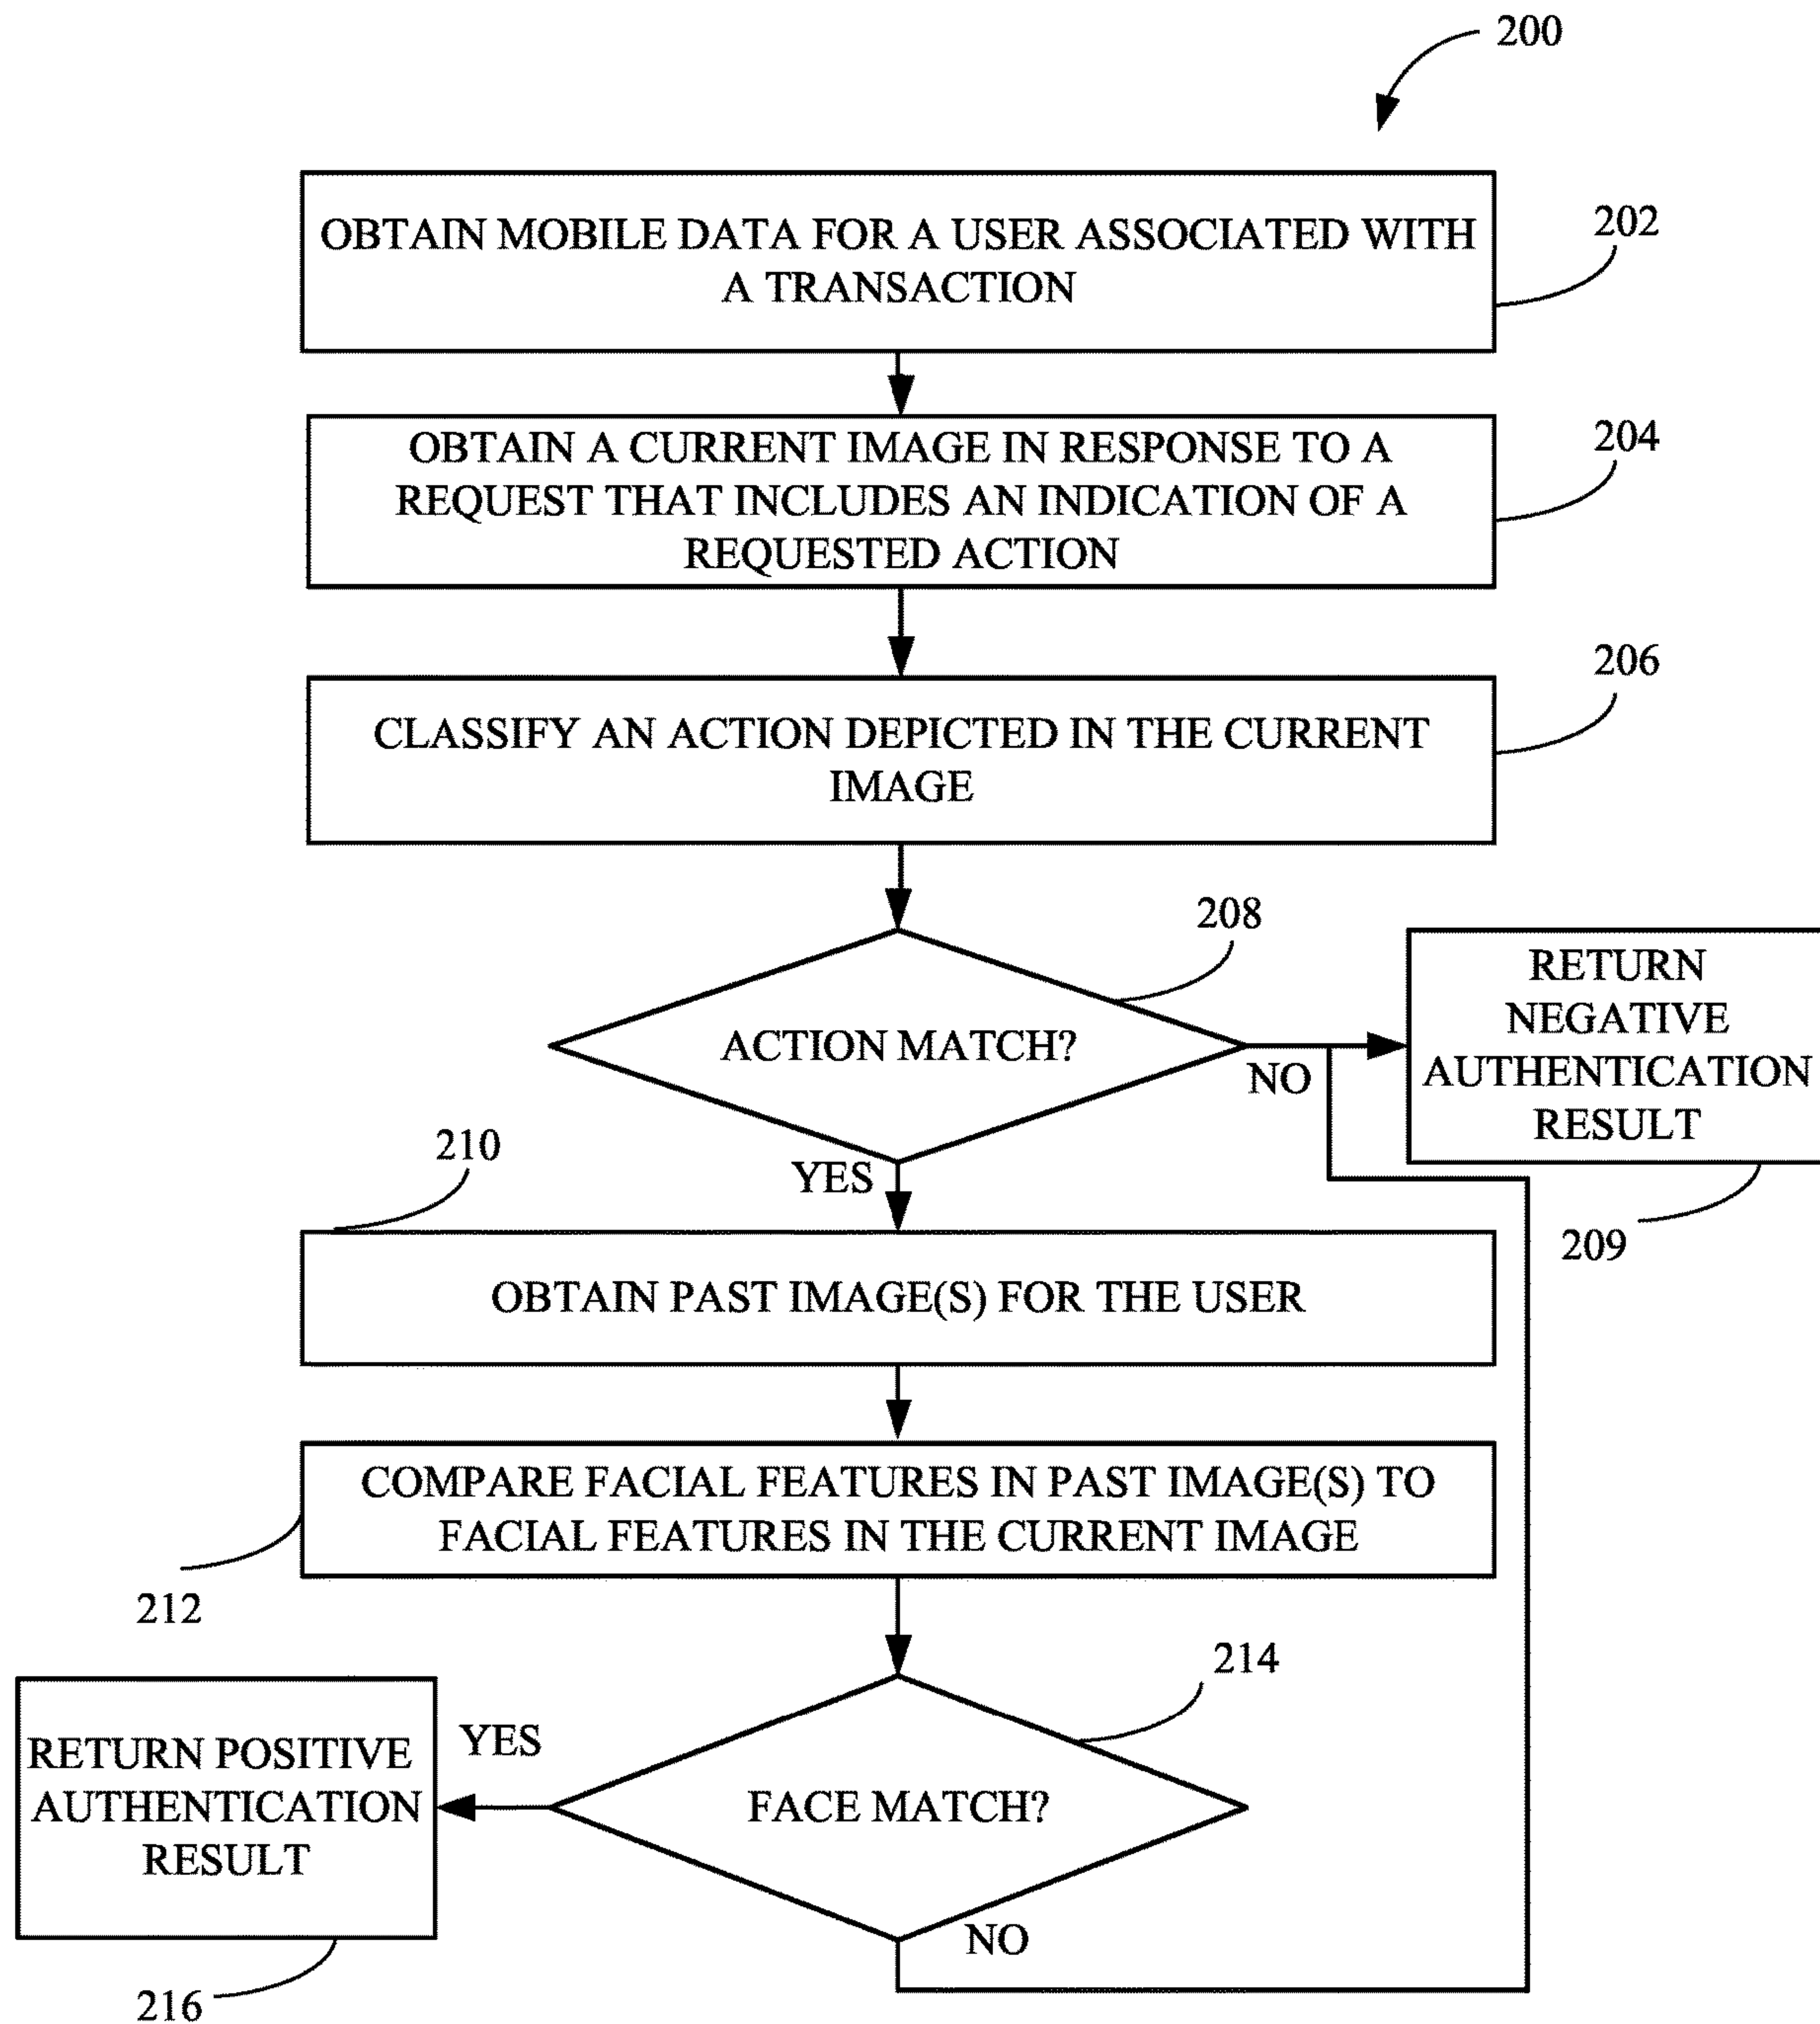 200
OBTAIN MOBILE DATA FOR A USER ASSOCIATED WITH
A TRANSACTION
202
OBTAIN A CURRENT IMAGE IN RESPONSE TO A
REQUEST THAT INCLUDES AN INDICATION OF A
REQUESTED ACTION
204
CLASSIFY AN ACTION DEPICTED IN THE CURRENT
IMAGE
206
208
ACTION MATCH?
NO
RETURN
NEGATIVE
AUTHENTICATION
RESULT
209
YES
210
OBTAIN PAST IMAGE(S) FOR THE USER
COMPARE FACIAL FEATURES IN PAST IMAGE(S) TO
FACIAL FEATURES IN THE CURRENT IMAGE
212
214
FACE MATCH?
YES
RETURN POSITIVE
AUTHENTICATION
RESULT
216
NO